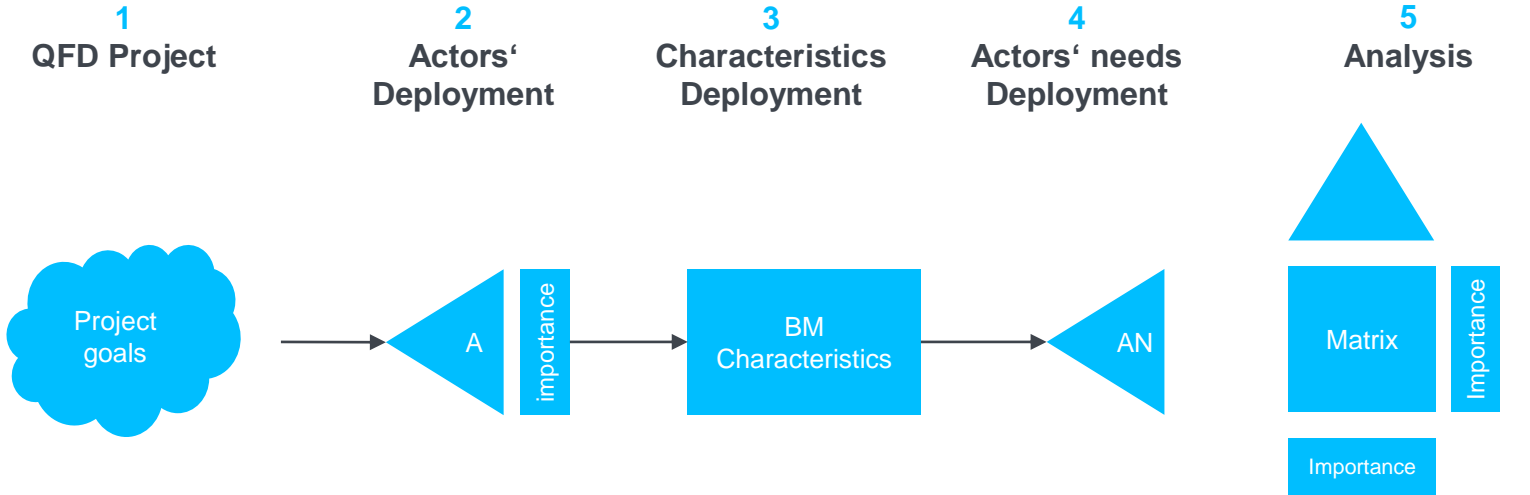 1
QFD Project
2
Actors‘
Deployment
3
Characteristics
Deployment
4
Actors‘ needs
Deployment
5
Analysis
Project
goals
A
importance
BM
Characteristics
AN
Matrix
Importance
Importance